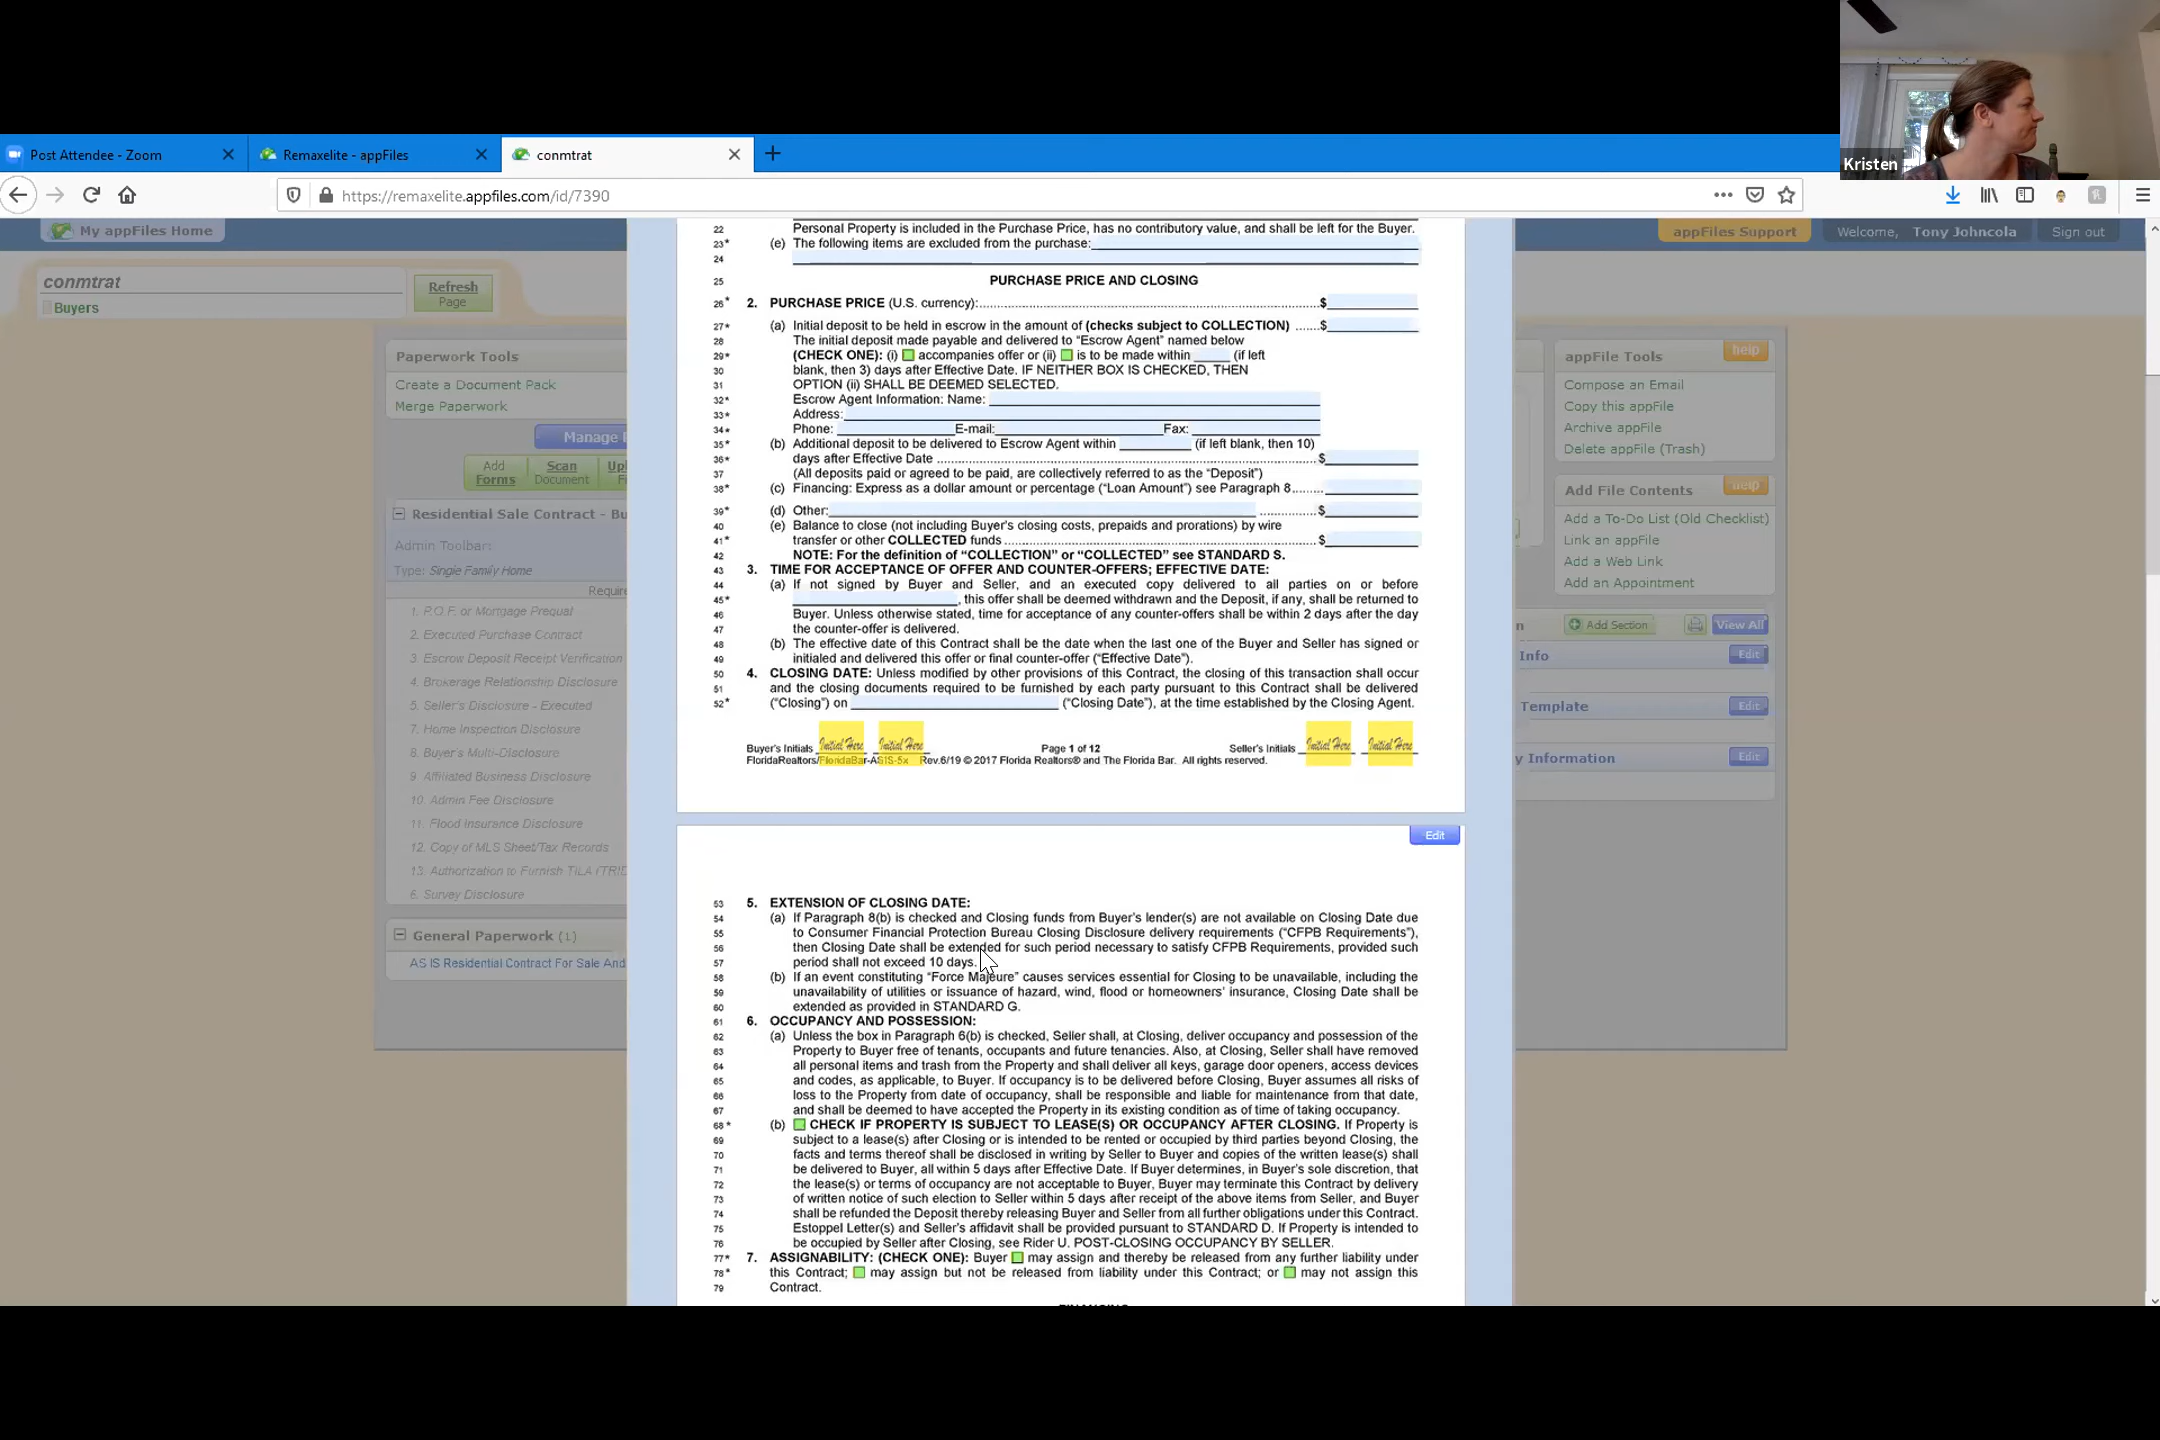 Kristen
Post Attendee - Zoom
Remaxelite - appFiles
conmtrat
https://remaxelite.appfiles.com/id/7390
My appFiles Home
appFiles Support
Welcome, Tony Johncola
Sign out
conmtrat
Buyers
Refresh
Page
Paperwork Tools
Create a Document Pack
Merge Paperwork
Manage
Add
Forms
Scan
Document
Residential Sale Contract - Bu
Admin Toolbar:
Type: Single Family Home
Require
1. P.O.F. or Mortgage Prequal
2. Executed Purchase Contract
3. Escrow Deposit Receipt Verification
4. Brokerage Relationship Disclosure
5. Seller's Disclosure - Executed
7. Home Inspection Disclosure
8. Buyer's Multi-Disclosure
9. Affiliated Business Disclosure
10. Admin Fee Disclosure
11. Flood Insurance Disclosure
12. Copy of MLS Sheet/Tax Records
13. Authorization to Furnish TILA (TRID
6. Survey Disclosure
General Paperwork (1)
AS IS Residential Contract For Sale And
22 Personal Property is included in the Purchase Price, has no contributory value, and shall be left for the Buyer.
23* (e) The following items are excluded from the purchase:
24
25 PURCHASE PRICE AND CLOSING
26* 2. PURCHASE PRICE (U.S. currency): $
27* (a) Initial deposit to be held in escrow in the amount of (checks subject to COLLECTION) ...... $
28 The initial deposit made payable and delivered to “Escrow Agent” named below
29* (CHECK ONE): (i) accompanies offer or (ii) is to be made within (if left
30 blank, then 3) days after Effective Date. IF NEITHER BOX IS CHECKED, THEN
31 OPTION (ii) SHALL BE DEEMED SELECTED.
32* Escrow Agent Information: Name:
33* Address:
34* Phone: E-mail: Fax:
35* (b) Additional deposit to be delivered to Escrow Agent within (if left blank, then 10)
36* days after Effective Date $
37 (All deposits paid or agreed to be paid, are collectively referred to as the “Deposit”)
38* (c) Financing: Express as a dollar amount or percentage (“Loan Amount”) see Paragraph 8
39* (d) Other: $
40 (e) Balance to close (not including Buyer’s closing costs, prepaids and prorations) by wire
41* transfer or other COLLECTED funds $
42 NOTE: For the definition of “COLLECTION” or “COLLECTED” see STANDARD S.
43 3. TIME FOR ACCEPTANCE OF OFFER AND COUNTER-OFFERS; EFFECTIVE DATE:
44 (a) If not signed by Buyer and Seller, and an executed copy delivered to all parties on or before
45* , this offer shall be deemed withdrawn and the Deposit, if any, shall be returned to
46 Buyer. Unless otherwise stated, time for acceptance of any counter-offers shall be within 2 days after the day
47 the counter-offer is delivered.
48 (b) The effective date of this Contract shall be the date when the last one of the Buyer and Seller has signed or
49 initialed and delivered this offer or final counter-offer (“Effective Date”).
50 4. CLOSING DATE: Unless modified by other provisions of this Contract, the closing of this transaction shall occur
51 and the closing documents required to be furnished by each party pursuant to this Contract shall be delivered
52* (“Closing”) on (“Closing Date”), at the time established by the Closing Agent.
Buyer’s Initials Initial Here Initial Here Page 1 of 12 Seller’s Initials Initial Here Initial Here
FloridaRealtors/FloridaBar-ASIS-5x Rev.6/19 © 2017 Florida Realtors® and The Florida Bar. All rights reserved.
Edit
53 5. EXTENSION OF CLOSING DATE:
54 (a) If Paragraph 8(b) is checked and Closing funds from Buyer’s lender(s) are not available on Closing Date due
55 to Consumer Financial Protection Bureau Closing Disclosure delivery requirements (“CFPB Requirements”),
56 then Closing Date shall be extended for such period necessary to satisfy CFPB Requirements, provided such
57 period shall not exceed 10 days.
58 (b) If an event constituting “Force Majeure” causes services essential for Closing to be unavailable, including the
59 unavailability of utilities or issuance of hazard, wind, flood or homeowners’ insurance, Closing Date shall be
60 extended as provided in STANDARD G.
61 6. OCCUPANCY AND POSSESSION:
62 (a) Unless the box in Paragraph 6(b) is checked, Seller shall, at Closing, deliver occupancy and possession of the
63 Property to Buyer free of tenants, occupants and future tenancies. Also, at Closing, Seller shall have removed
64 all personal items and trash from the Property and shall deliver all keys, garage door openers, access devices
65 and codes, as applicable, to Buyer. If occupancy is to be delivered before Closing, Buyer assumes all risks of
66 loss to the Property from date of occupancy, shall be responsible and liable for maintenance from that date,
67 and shall be deemed to have accepted the Property in its existing condition as of time of taking occupancy.
68* (b) CHECK IF PROPERTY IS SUBJECT TO LEASE(S) OR OCCUPANCY AFTER CLOSING. If Property is
69 subject to a lease(s) after Closing or is intended to be rented or occupied by third parties beyond Closing, the
70 facts and terms thereof shall be disclosed in writing by Seller to Buyer and copies of the written lease(s) shall
71 be delivered to Buyer, all within 5 days after Effective Date. If Buyer determines, in Buyer’s sole discretion, that
72 the lease(s) or terms of occupancy are not acceptable to Buyer, Buyer may terminate this Contract by delivery
73 of written notice of such election to Seller within 5 days after receipt of the above items from Seller, and Buyer
74 shall be refunded the Deposit thereby releasing Buyer and Seller from all further obligations under this Contract.
75 Estoppel Letter(s) and Seller’s affidavit shall be provided pursuant to STANDARD D. If Property is intended to
76 be occupied by Seller after Closing, see Rider U. POST-CLOSING OCCUPANCY BY SELLER.
77* 7. ASSIGNABILITY: (CHECK ONE): Buyer may assign and thereby be released from any further liability under
78* this Contract; may assign but not be released from liability under this Contract; or may not assign this
79 Contract.
appFile Tools
help
Compose an Email
Copy this appFile
Archive appFile
Delete appFile (Trash)
Add File Contents
help
Add a To-Do List (Old Checklist)
Link an appFile
Add a Web Link
Add an Appointment
Add Section
View All
Info
Edit
Template
Edit
y Information
Edit